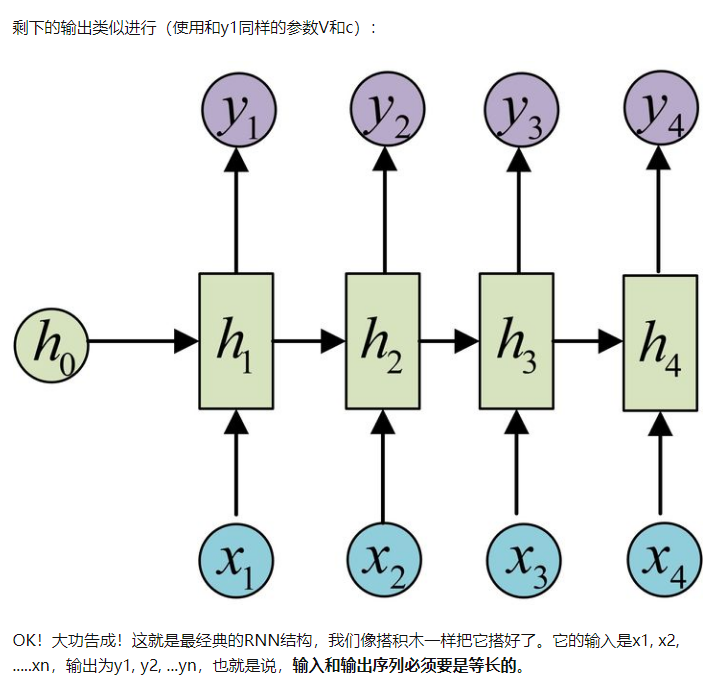 剩下的输出类似进行（使用和y1同样的参数V和c）：
y1 y2 y3 y4
h0 h1 h2 h3 h4
x1 x2 x3 x4
OK！大功告成！这就是最经典的RNN结构，我们像搭积木一样把它搭好了。它的输入是x1, x2,
.....xn，输出为y1, y2, ...yn，也就是说，输入和输出序列必须要是等长的。